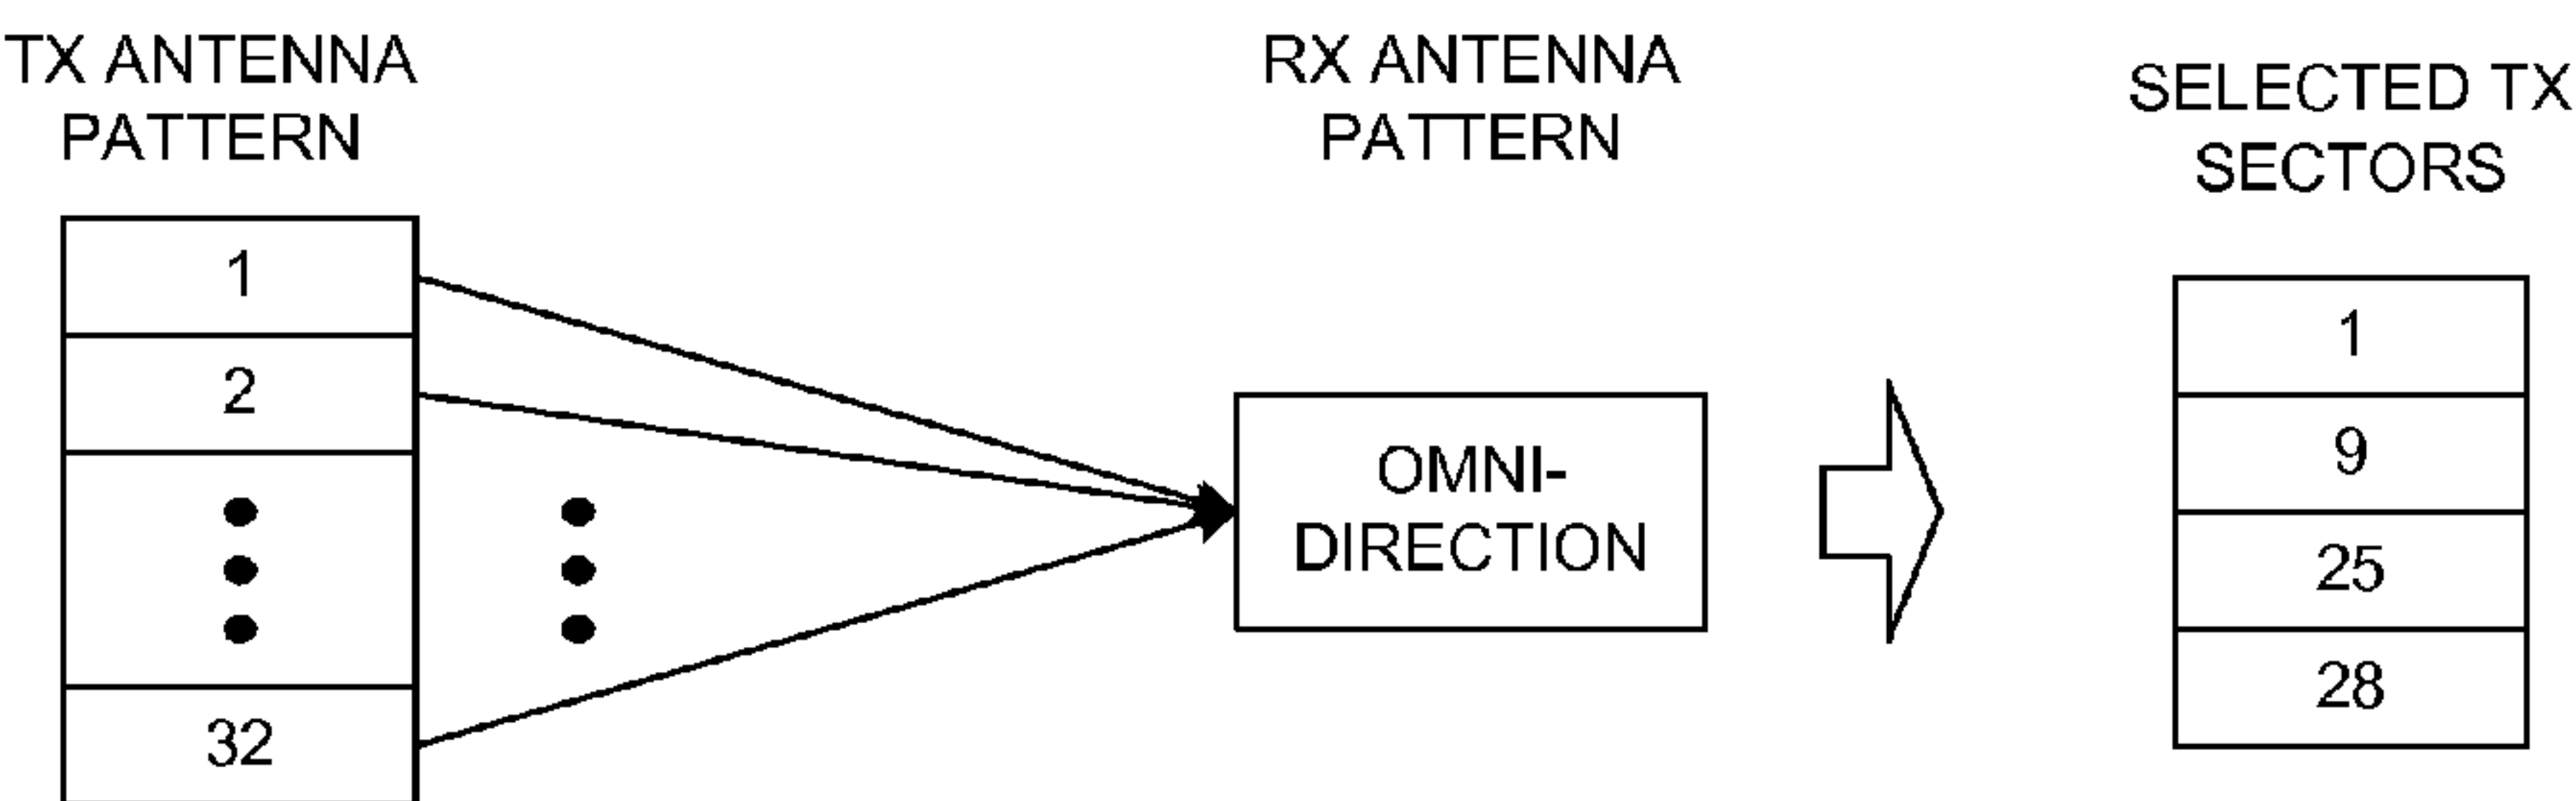 TX ANTENNA
PATTERN
RX ANTENNA
PATTERN
SELECTED TX
SECTORS
1
2
32
OMNI-
DIRECTION
1
9
25
28